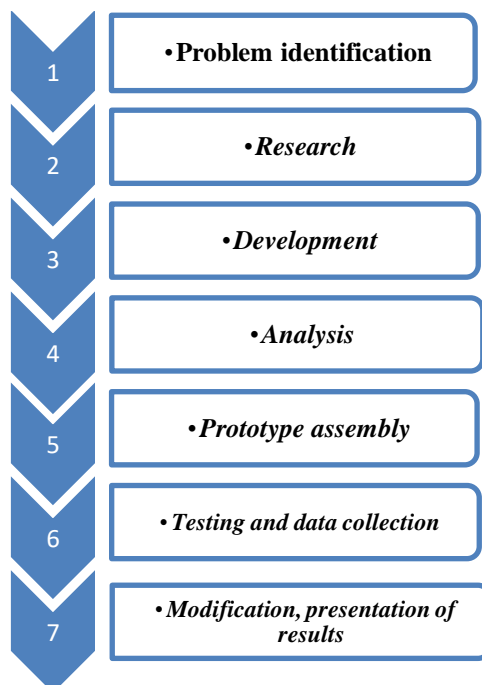 1
•Problem identification
2
•Research
3
•Development
4
•Analysis
5
•Prototype assembly
6
•Testing and data collection
7
•Modification, presentation of
results